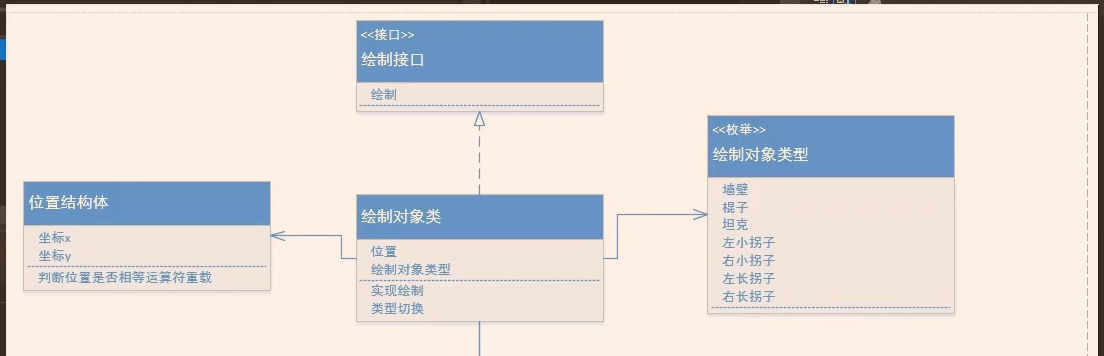 <<接口>>
绘制接口
绘制
<<枚举>>
绘制对象类型
墙壁
棍子
坦克
左小拐子
右小拐子
左长拐子
右长拐子
位置结构体
坐标x
坐标y
判断位置是否相等运算符重载
绘制对象类
位置
绘制对象类型
实现绘制
类型切换